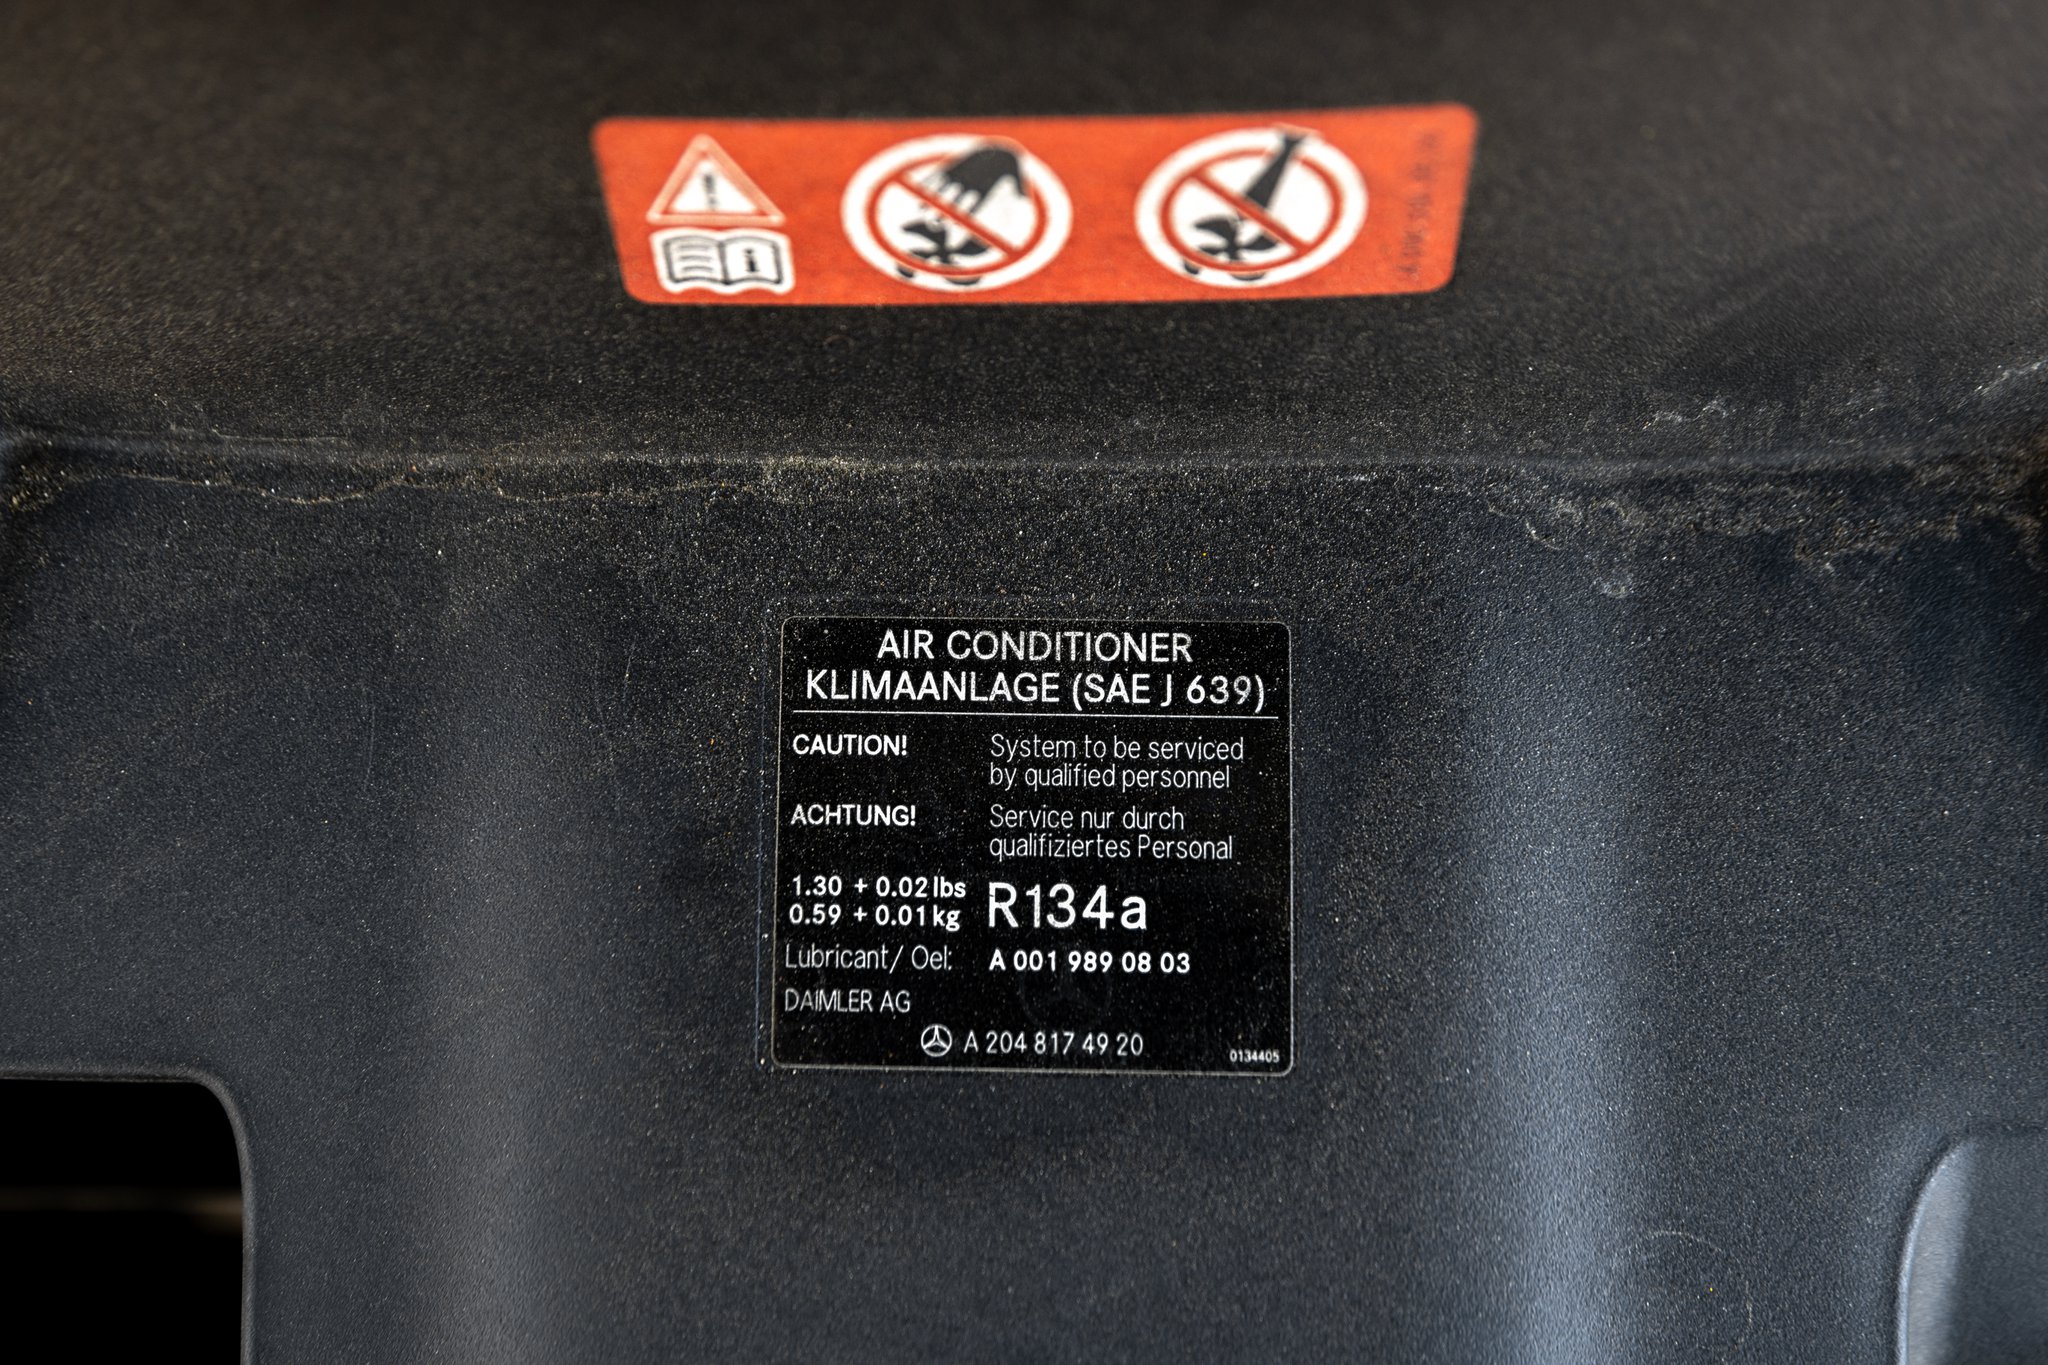 AIR CONDITIONER
KLIMAANLAGE (SAE J 639)
CAUTION! System to be serviced
by qualified personnel
ACHTUNG! Service nur durch
qualifiziertes Personal
1.30 + 0.02 lbs R134a
0.59 + 0.01 kg
Lubricant/ Oel: A 001 989 08 03
DAIMLER AG
A 204 817 49 20
0134405